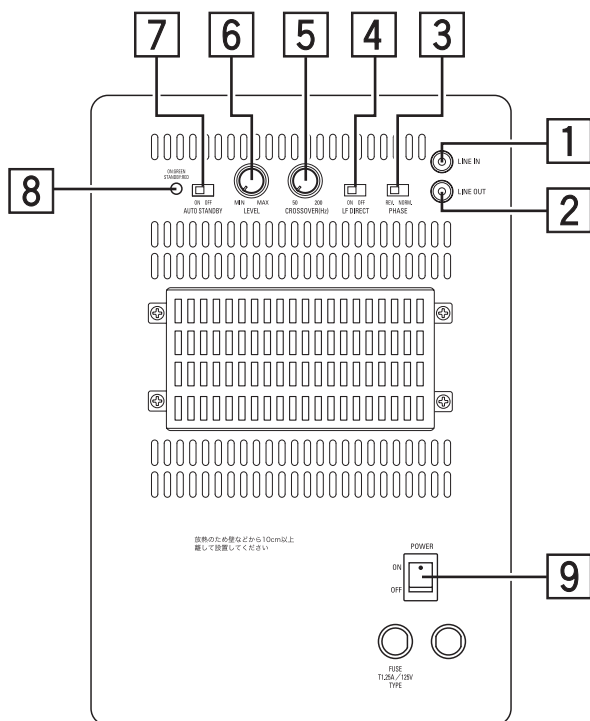 7 6 5 4 3
1
LINE IN
ON:GREEN
STANDBY:RED
8
2
LINE OUT
ON OFF
MIN MAX
50 200
ON OFF
REV. NORM.
AUTO STANDBY
LEVEL
CROSSOVER(Hz)
LF DIRECT
PHASE
放熱のため壁などから10cm以上
離して設置してください
POWER
ON
OFF
9
FUSE
T1.25A/125V
TYPE